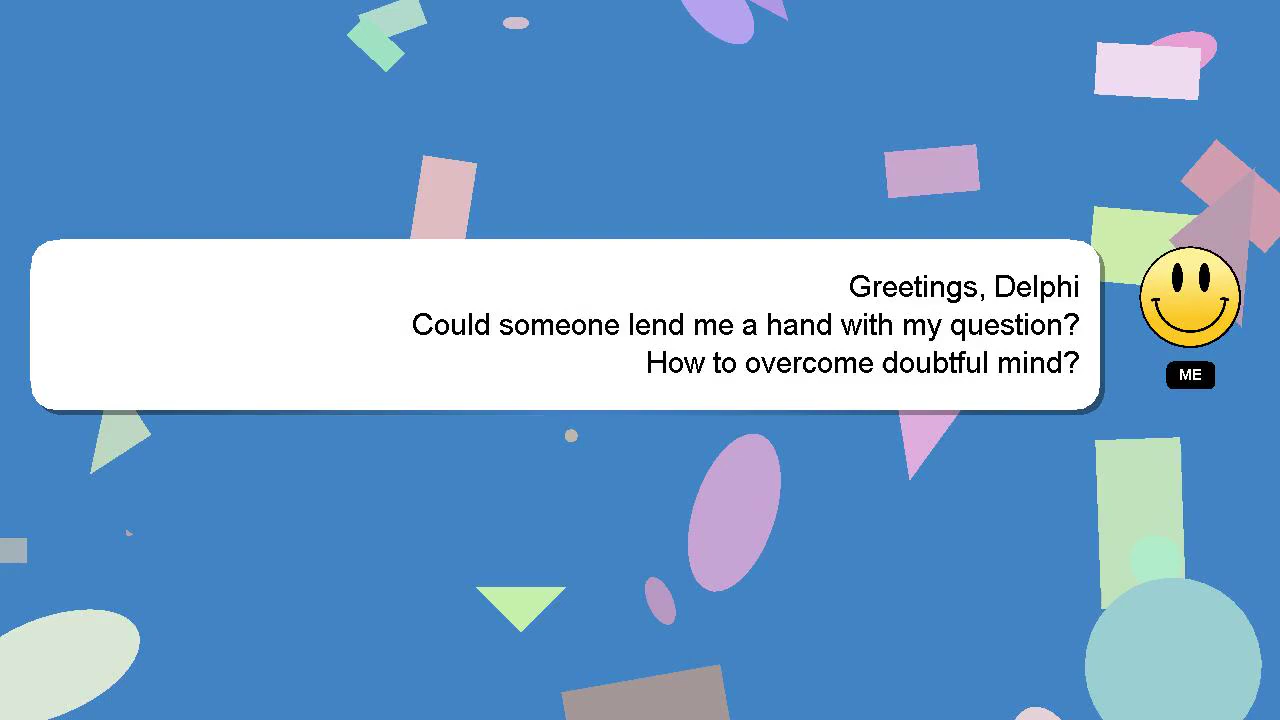 Greetings, Delphi
Could someone lend me a hand with my question?
How to overcome doubtful mind?
ME